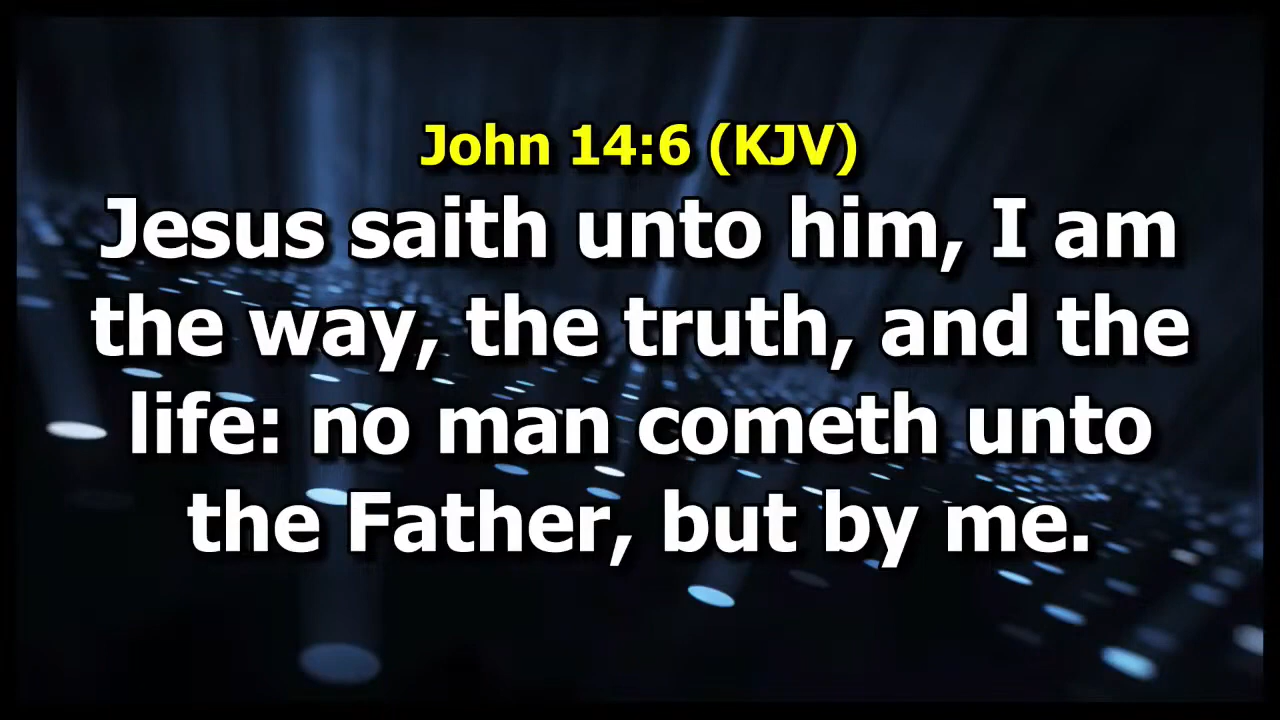 John 14:6 (KJV)
Jesus saith unto him, I am
the way, the truth, and the
life: no man cometh unto
the Father, but by me.